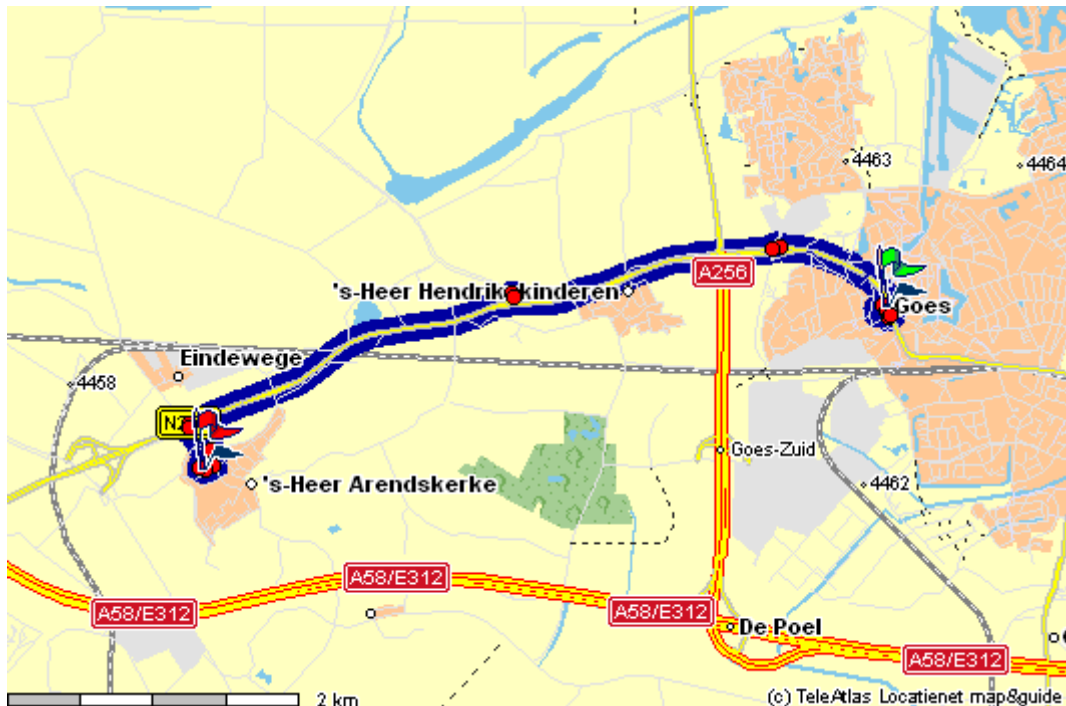 4463
4464
A256
's-Heer Hendrikskinderen
Goes
Eindewege
4458
N2
Goes-Zuid
's-Heer Arendskerke
4462
A58/E312
A58/E312
A58/E312
De Poel
A58/E312
2 km
(c) TeleAtlas Locatienet map&guide